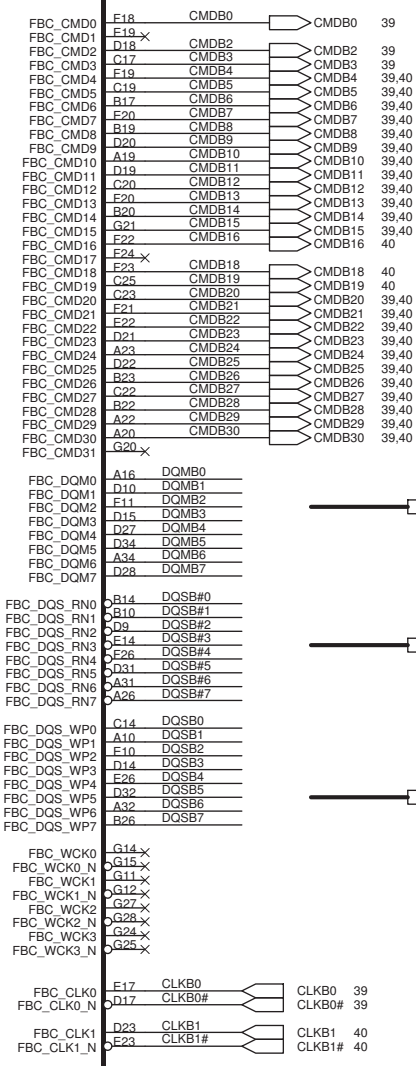 FBC_CMD0 F18 CMDB0 CMDB0 39
FBC_CMD1 E19
FBC_CMD2 D18 CMDB2 CMDB2 39
FBC_CMD3 C17 CMDB3 CMDB3 39
FBC_CMD4 F19 CMDB4 CMDB4 39,40
FBC_CMD5 C19 CMDB5 CMDB5 39,40
FBC_CMD6 B17 CMDB6 CMDB6 39,40
FBC_CMD7 E20 CMDB7 CMDB7 39,40
FBC_CMD8 B19 CMDB8 CMDB8 39,40
FBC_CMD9 D20 CMDB9 CMDB9 39,40
FBC_CMD10 A19 CMDB10 CMDB10 39,40
FBC_CMD11 D19 CMDB11 CMDB11 39,40
FBC_CMD12 C20 CMDB12 CMDB12 39,40
FBC_CMD13 F20 CMDB13 CMDB13 39,40
FBC_CMD14 B20 CMDB14 CMDB14 39,40
FBC_CMD15 G21 CMDB15 CMDB15 39,40
FBC_CMD16 F22 CMDB16 CMDB16 40
FBC_CMD17 F24
FBC_CMD18 F23 CMDB18 CMDB18 40
FBC_CMD19 C25 CMDB19 CMDB19 40
FBC_CMD20 C23 CMDB20 CMDB20 39,40
FBC_CMD21 F21 CMDB21 CMDB21 39,40
FBC_CMD22 E22 CMDB22 CMDB22 39,40
FBC_CMD23 D21 CMDB23 CMDB23 39,40
FBC_CMD24 A23 CMDB24 CMDB24 39,40
FBC_CMD25 D22 CMDB25 CMDB25 39,40
FBC_CMD26 B23 CMDB26 CMDB26 39,40
FBC_CMD27 C22 CMDB27 CMDB27 39,40
FBC_CMD28 B22 CMDB28 CMDB28 39,40
FBC_CMD29 A22 CMDB29 CMDB29 39,40
FBC_CMD30 A20 CMDB30 CMDB30 39,40
FBC_CMD31 G20
FBC_DQM0 A16 DQMB0
FBC_DQM1 D10 DQMB1
FBC_DQM2 F11 DQMB2
FBC_DQM3 D15 DQMB3
FBC_DQM4 D27 DQMB4
FBC_DQM5 D34 DQMB5
FBC_DQM6 A34 DQMB6
FBC_DQM7 D28 DQMB7
FBC_DQS_RN0 B14 DQSB#0
FBC_DQS_RN1 B10 DQSB#1
FBC_DQS_RN2 D9 DQSB#2
FBC_DQS_RN3 E14 DQSB#3
FBC_DQS_RN4 F26 DQSB#4
FBC_DQS_RN5 D31 DQSB#5
FBC_DQS_RN6 A31 DQSB#6
FBC_DQS_RN7 A26 DQSB#7
FBC_DQS_WP0 C14 DQSB0
FBC_DQS_WP1 A10 DQSB1
FBC_DQS_WP2 E10 DQSB2
FBC_DQS_WP3 D14 DQSB3
FBC_DQS_WP4 E26 DQSB4
FBC_DQS_WP5 D32 DQSB5
FBC_DQS_WP6 A32 DQSB6
FBC_DQS_WP7 B26 DQSB7
FBC_WCK0 G14
FBC_WCK0_N G15
FBC_WCK1 G11
FBC_WCK1_N G12
FBC_WCK2 G27
FBC_WCK2_N G28
FBC_WCK3 G24
FBC_WCK3_N G25
FBC_CLK0 E17 CLKB0 CLKB0 39
FBC_CLK0_N D17 CLKB0# CLKB0# 39
FBC_CLK1 D23 CLKB1 CLKB1 40
FBC_CLK1_N E23 CLKB1# CLKB1# 40